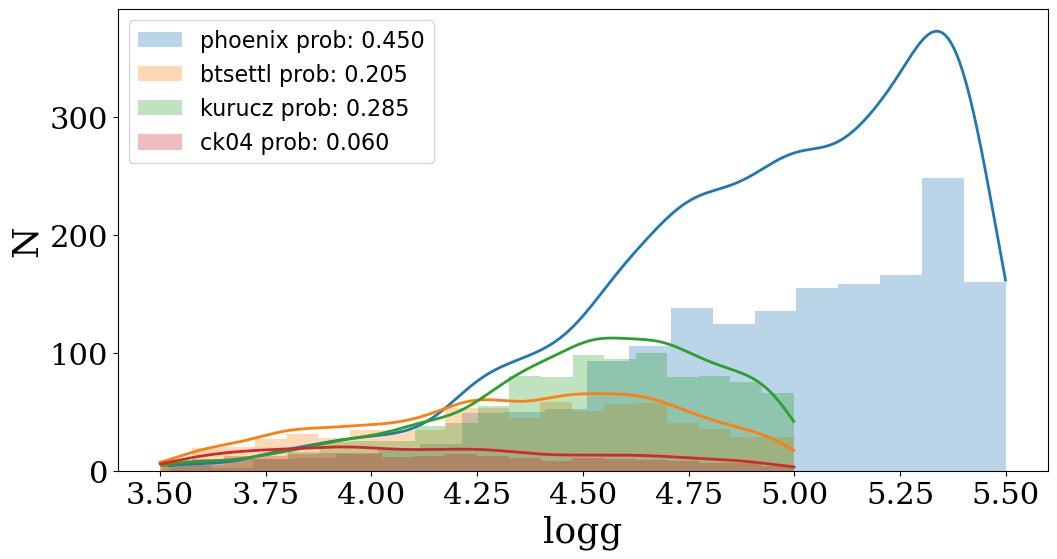 phoenix prob: 0.450
btsettl prob: 0.205
kurucz prob: 0.285
ck04 prob: 0.060
N
300
200
100
0
3.50 3.75 4.00 4.25 4.50 4.75 5.00 5.25 5.50
logg